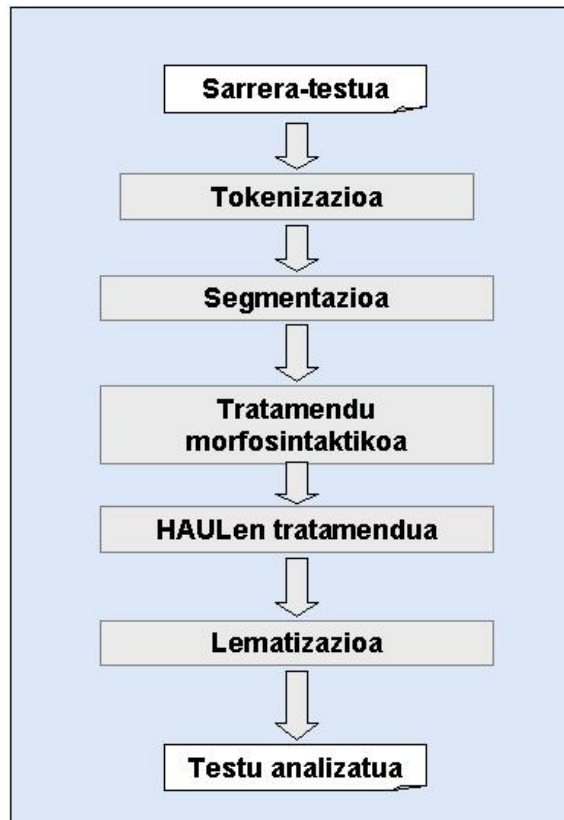 Sarrera-testua
Tokenizazioa
Segmentazioa
Tratamendu
morfosintaktikoa
HAULen tratamendua
Lematizazioa
Testu analizatua